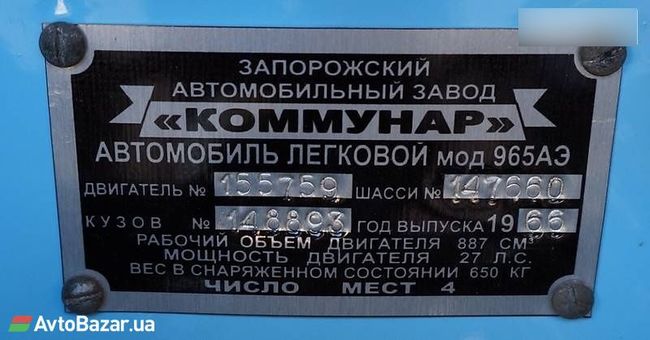 ЗАПОРОЖСКИЙ
АВТОМОБИЛЬНЫЙ ЗАВОД
«КОММУНАР»
АВТОМОБИЛЬ ЛЕГКОВОЙ мод 965АЭ
ДВИГАТЕЛЬ № 155759 ШАССИ № 147660
КУЗОВ № 148893 ГОД ВЫПУСКА 1966
РАБОЧИЙ ОБЪЕМ ДВИГАТЕЛЯ 887 СМ³
МОЩНОСТЬ ДВИГАТЕЛЯ 27 Л.С.
ВЕС В СНАРЯЖЕННОМ СОСТОЯНИИ 650 КГ
ЧИСЛО МЕСТ 4
AvtoBazar.ua